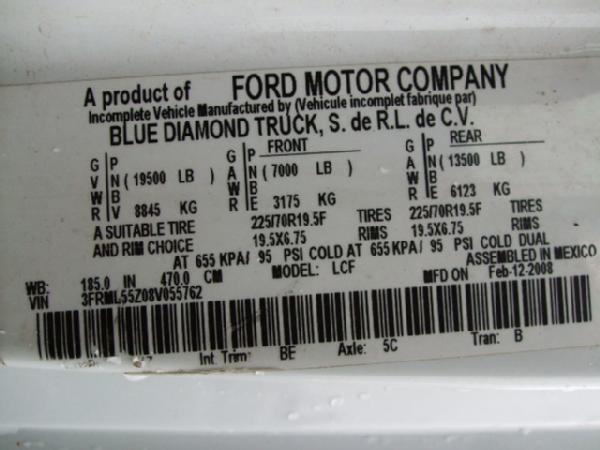 A product of FORD MOTOR COMPANY
Incomplete Vehicle Manufactured by (Vehicule incomplet fabrique par)
BLUE DIAMOND TRUCK, S. de R.L. de C.V.
FRONT REAR
G P G P A P
V N (19500 LB) A N (7000 LB) A N (13500 LB)
W B W B W B
R V 8845 KG R E 3175 KG R E 6123 KG
A SUITABLE TIRE 225/70R19.5F TIRES 225/70R19.5F TIRES
AND RIM CHOICE 19.5X6.75 RIMS 19.5X6.75 RIMS
AT 655 KPA/ 95 PSI COLD AT 655 KPA/ 95 PSI COLD DUAL
WB: 185.0 IN 470.0 CM MODEL: LCF ASSEMBLED IN MEXICO
VIN 3FRML55Z08V055762 MFD ON Feb-12-2008
Int. Trim: BE Axle: 5C Tran: B